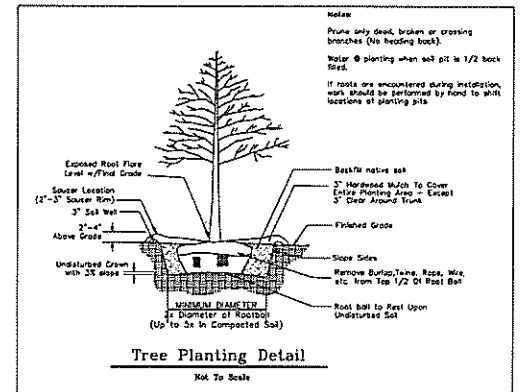 Notes:
Prune only dead, broken or crossing
branches (No heading back).
Water @ planting when soil pit is 1/2 back
filled.
If roots are encountered during installation,
work should be performed by hand to shift
locations of planting pits
Exposed Root Flare
Level w/Final Grade
Saucer Location
(2"-3" Saucer Rim)
3" Soil Well
2"-4"
Above Grade
Undisturbed Crown
with 3% slope
Backfill native soil
3" Hardwood Mulch To Cover
Entire Planting Area - Except
3" Clear Around Trunk
Finished Grade
Slope Sides
Remove Burlap, Twine, Rope, Wire,
etc. from Top 1/2 Of Root Ball
Root ball to Rest Upon
Undisturbed Soil
MINIMUM DIAMETER
2x Diameter of Rootball
(Up to 5x in Compacted Soil)
Tree Planting Detail
Not To Scale